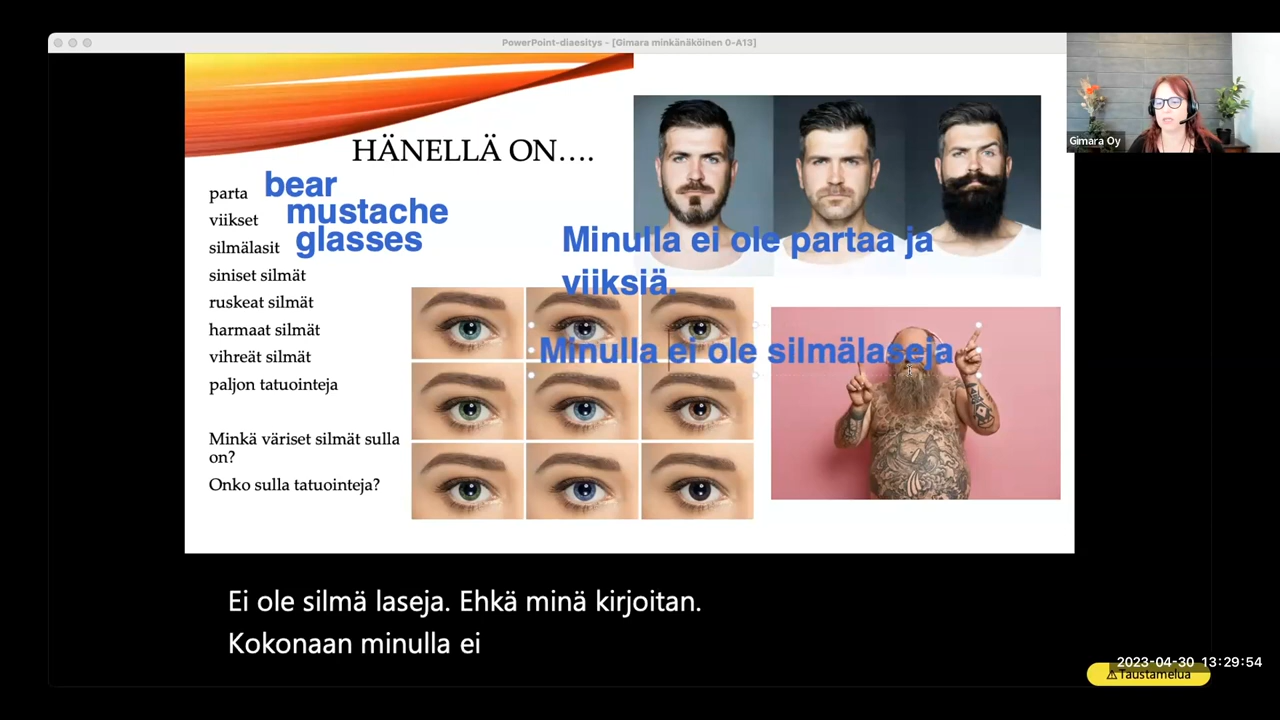 PowerPoint-diaesitys - [Gimara minkänäköinen 0-A13]
Gimara Oy
HÄNELLÄ ON....
parta
bear
viikset
mustache
silmälasit
glasses
siniset silmät
ruskeat silmät
harmaat silmät
vihreät silmät
paljon tatuointeja
Minkä väriset silmät sulla
on?
Onko sulla tatuointeja?
Minulla ei ole partaa ja
viiksiä.
Minulla ei ole silmälaseja
Ei ole silmä laseja. Ehkä minä kirjoitan.
Kokonaan minulla ei
2023-04-30 13:29:54
Taustamelua